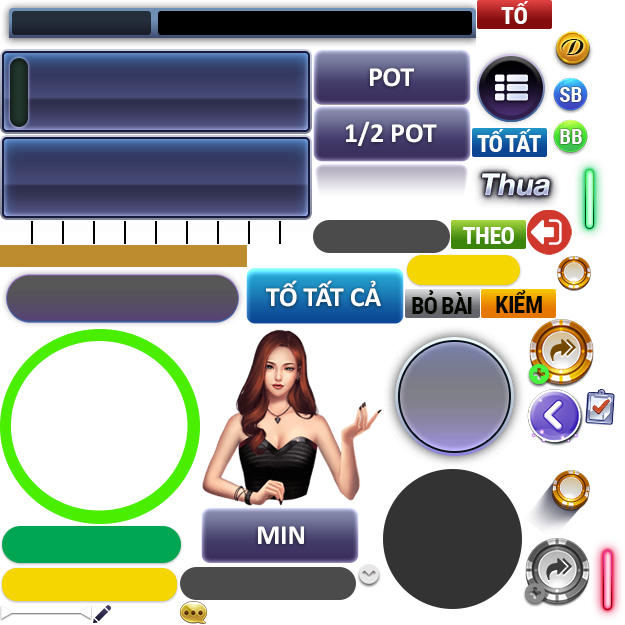 TỐ
D
POT
SB
1/2 POT
BB
TỐ TẤT
Thua
THEO
TỐ TẤT CẢ
BỎ BÀI
KIỂM
MIN